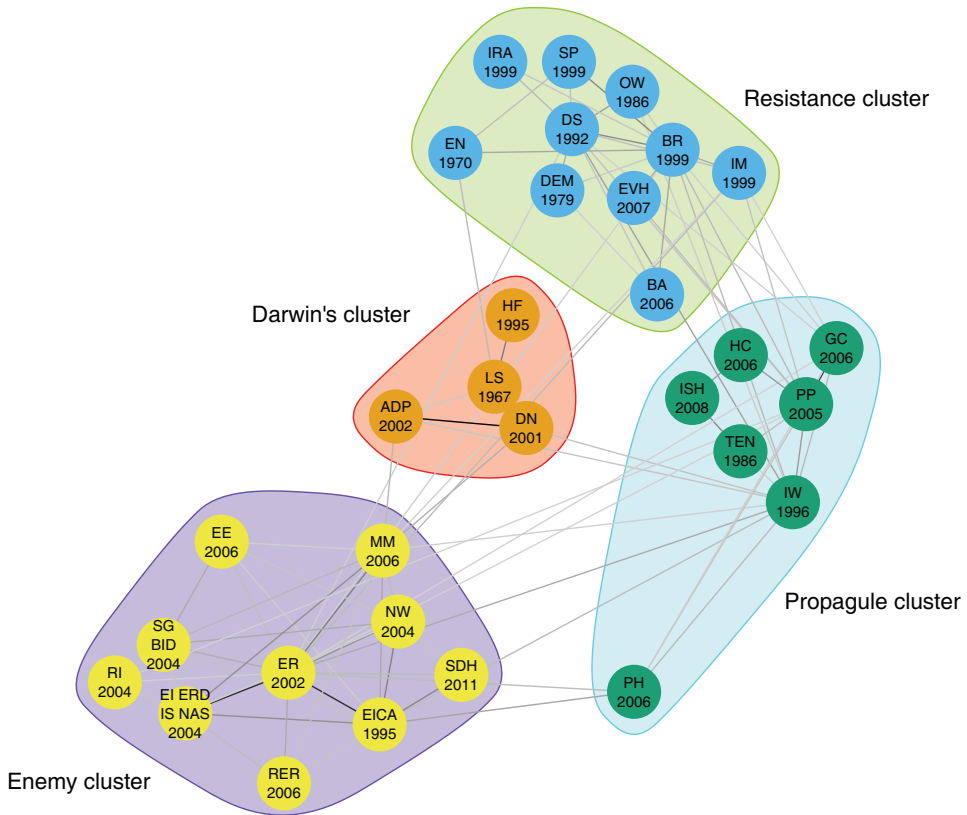 IRA
1999
SP
1999
OW
1986
Resistance cluster
DS
1992
EN
1970
BR
1999
IM
1999
DEM
1979
EVH
2007
BA
2006
Darwin's cluster
HF
1995
LS
1967
ADP
2002
DN
2001
HC
2006
GC
2006
ISH
2008
PP
2005
TEN
1986
IW
1996
Propagule cluster
PH
2006
EE
2006
MM
2006
NW
2004
SG
BID
2004
RI
2004
ER
2002
SDH
2011
EI ERD
IS NAS
2004
EICA
1995
RER
2006
Enemy cluster